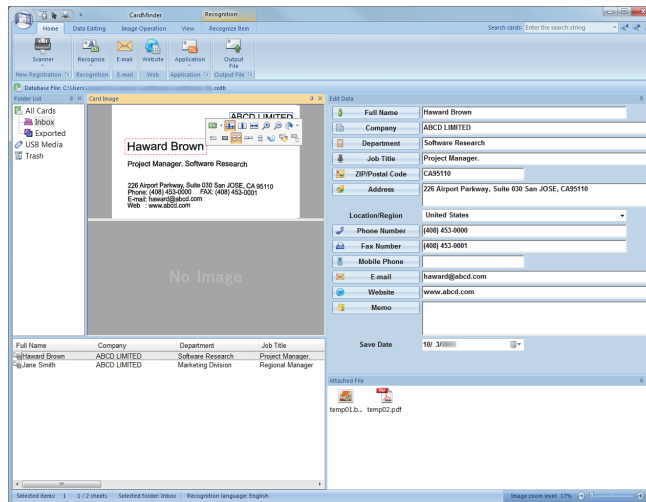 CardMinder
Recognition
Home Data Editing Image Operation View Recognize Item
Search cards: Enter the search string
Scanner Recognize E-mail Website Application Output File
New Registration Recognition E-mail Web Application Output File
Database File: C:\Users\ .cxdb
Folder List
All Cards
Inbox
Exported
USB Media
Trash
Card Image
ABCD LIMITED
Haward Brown
Project Manager. Software Research
226 Airport Parkway, Suite 030 San JOSE, CA 95110
Phone: (408) 453-0000 FAX: (408) 453-0001
E-mail: haward@abcd.com
Web : www.abcd.com
No Image
Edit Data
Full Name Haward Brown
Company ABCD LIMITED
Department Software Research
Job Title Project Manager.
ZIP/Postal Code CA95110
Address 226 Airport Parkway, Suite 030 San JOSE, CA95110
Location/Region United States
Phone Number (408) 453-0000
Fax Number (408) 453-0001
Mobile Phone
E-mail haward@abcd.com
Website www.abcd.com
Memo
Save Date 10/ 3/
Full Name Company Department Job Title
Haward Brown ABCD LIMITED Software Research Project Manager.
Jane Smith ABCD LIMITED Marketing Division Regional Manager
Attached File
temp01.b... temp02.pdf
Selected items: 1 1 / 2 sheets Selected folder: Inbox Recognition language: English
Image zoom level 17%